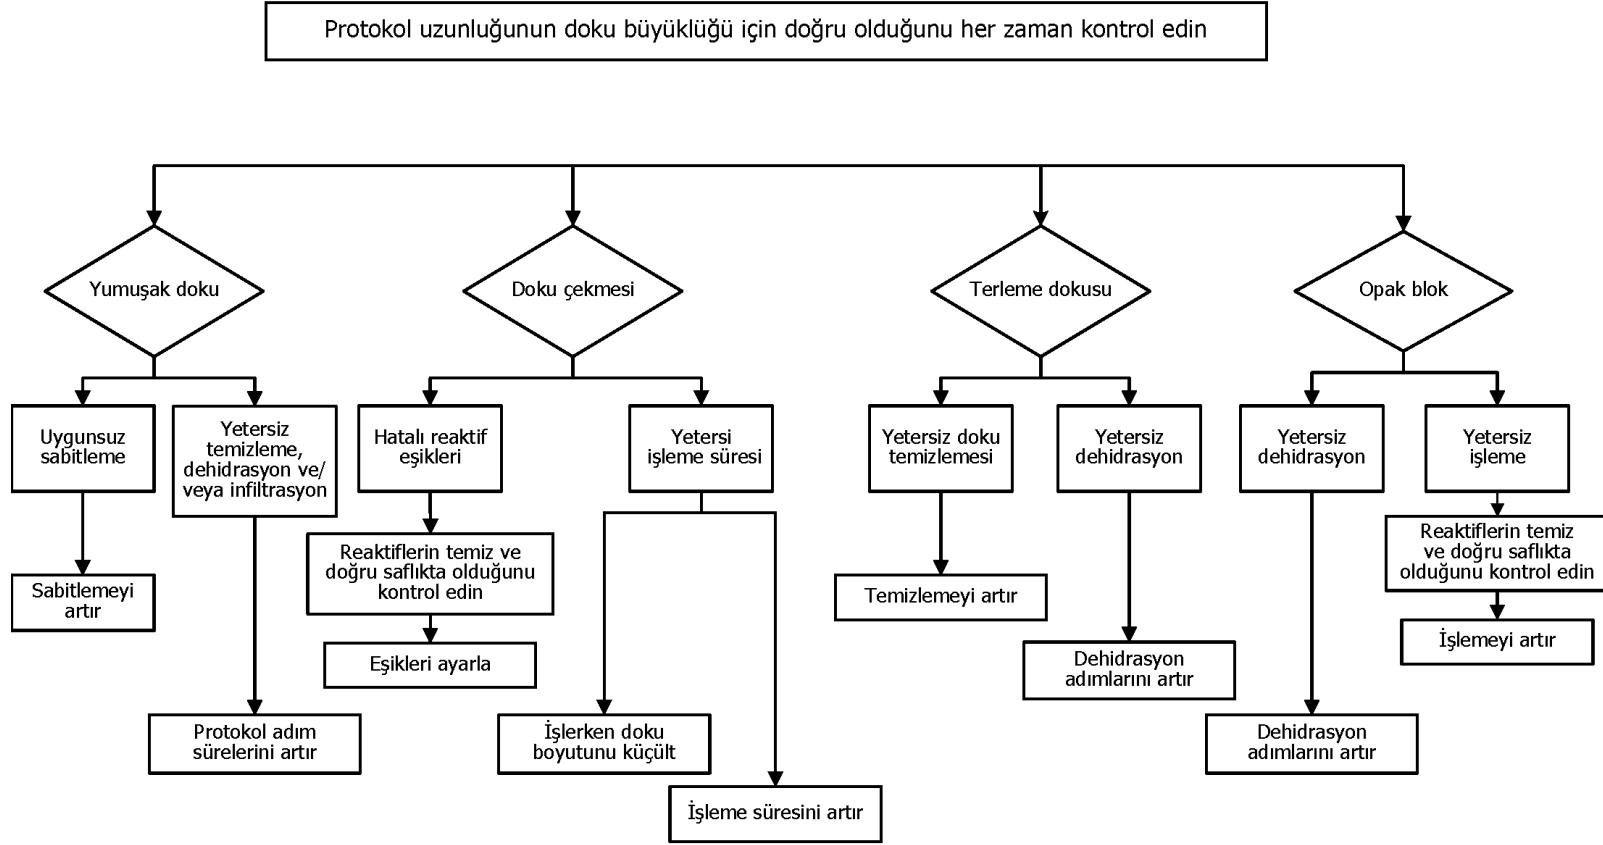 Protokol uzunluğunun doku büyüklüğü için doğru olduğunu her zaman kontrol edin
Yumuşak doku
Doku çekmesi
Terleme dokusu
Opak blok
Uygunsuz
sabitleme
Yetersiz
temizleme,
dehidrasyon ve/
veya infiltrasyon
Hatalı reaktif
eşikleri
Yetersi
işleme süresi
Yetersiz doku
temizlemesi
Yetersiz
dehidrasyon
Yetersiz
dehidrasyon
Yetersiz
işleme
Sabitlemeyi
artır
Reaktiflerin temiz ve
doğru saflıkta olduğunu
kontrol edin
Temizlemeyi artır
Reaktiflerin temiz
ve doğru saflıkta
olduğunu kontrol edin
Eşikleri ayarla
Dehidrasyon
adımlarını artır
İşlemeyi artır
Protokol adım
sürelerini artır
İşlerken doku
boyutunu küçült
Dehidrasyon
adımlarını artır
İşleme süresini artır